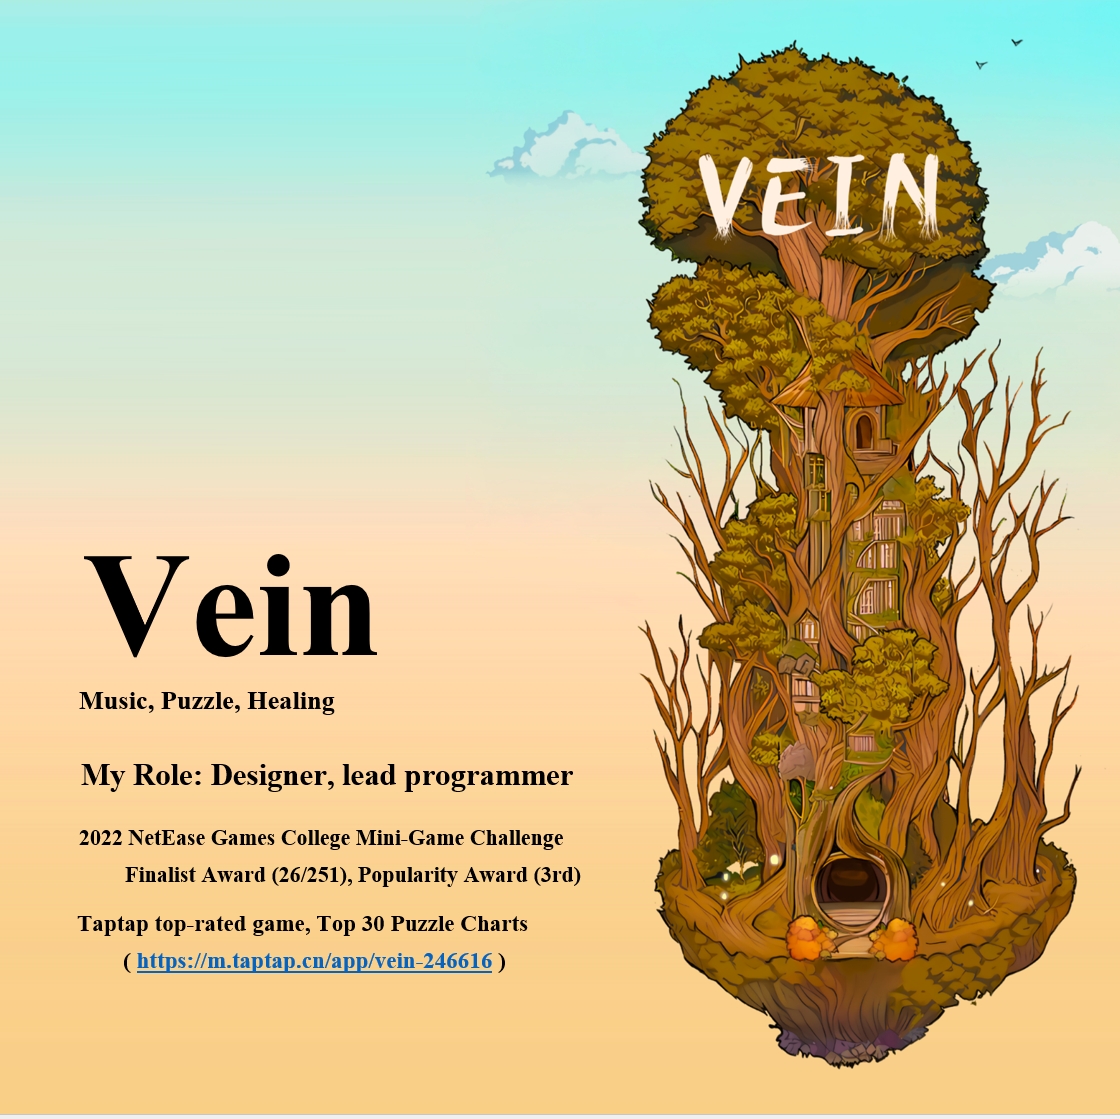 VEIN
Vein
Music, Puzzle, Healing
My Role: Designer, lead programmer
2022 NetEase Games College Mini-Game Challenge
Finalist Award (26/251), Popularity Award (3rd)
Taptap top-rated game, Top 30 Puzzle Charts
( https://m.taptap.cn/app/vein-246616 )